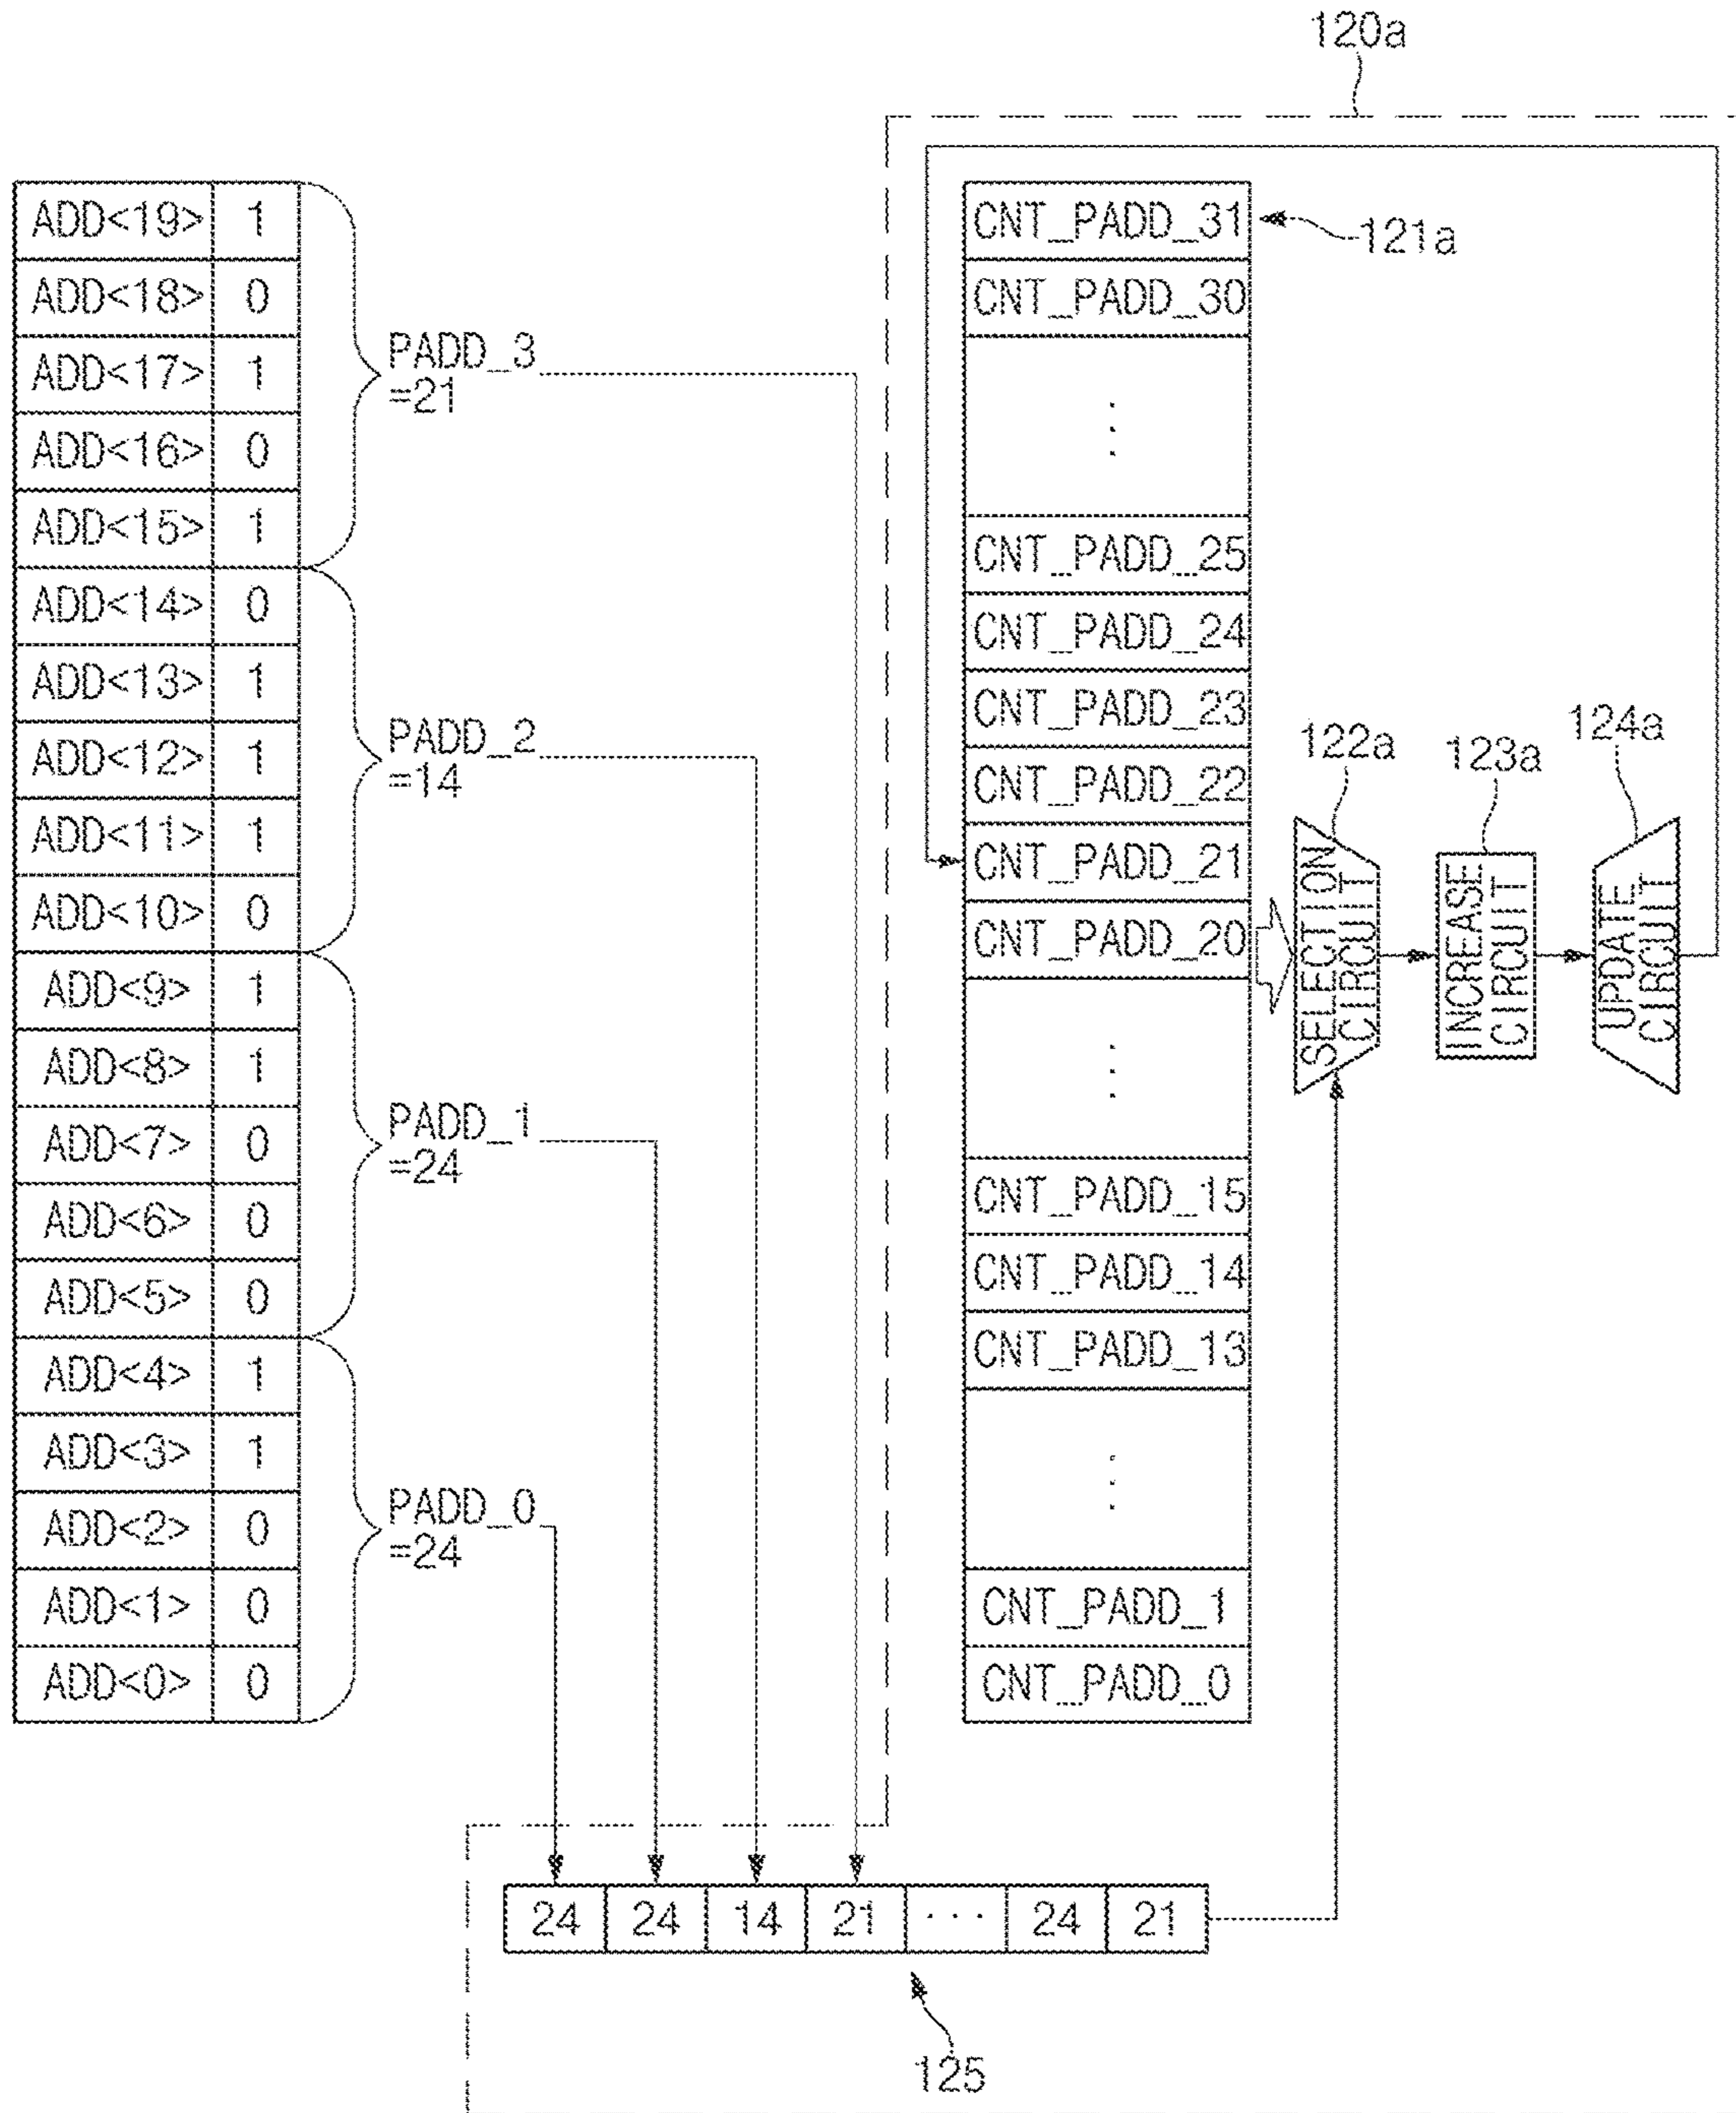 120a
ADD<19> 1
ADD<18> 0
ADD<17> 1
ADD<16> 0
ADD<15> 1
ADD<14> 0
ADD<13> 1
ADD<12> 1
ADD<11> 1
ADD<10> 0
ADD<9> 1
ADD<8> 1
ADD<7> 0
ADD<6> 0
ADD<5> 0
ADD<4> 1
ADD<3> 1
ADD<2> 0
ADD<1> 0
ADD<0> 0
PADD_3
=21
PADD_2
=14
PADD_1
=24
PADD_0
=24
CNT_PADD_31
CNT_PADD_30
⋮
CNT_PADD_25
CNT_PADD_24
CNT_PADD_23
CNT_PADD_22
CNT_PADD_21
CNT_PADD_20
⋮
CNT_PADD_15
CNT_PADD_14
CNT_PADD_13
⋮
CNT_PADD_1
CNT_PADD_0
121a
122a
SELECTION
CIRCUIT
123a
INCREASE
CIRCUIT
124a
UPDATE
CIRCUIT
24 24 14 21 ··· 24 21
125